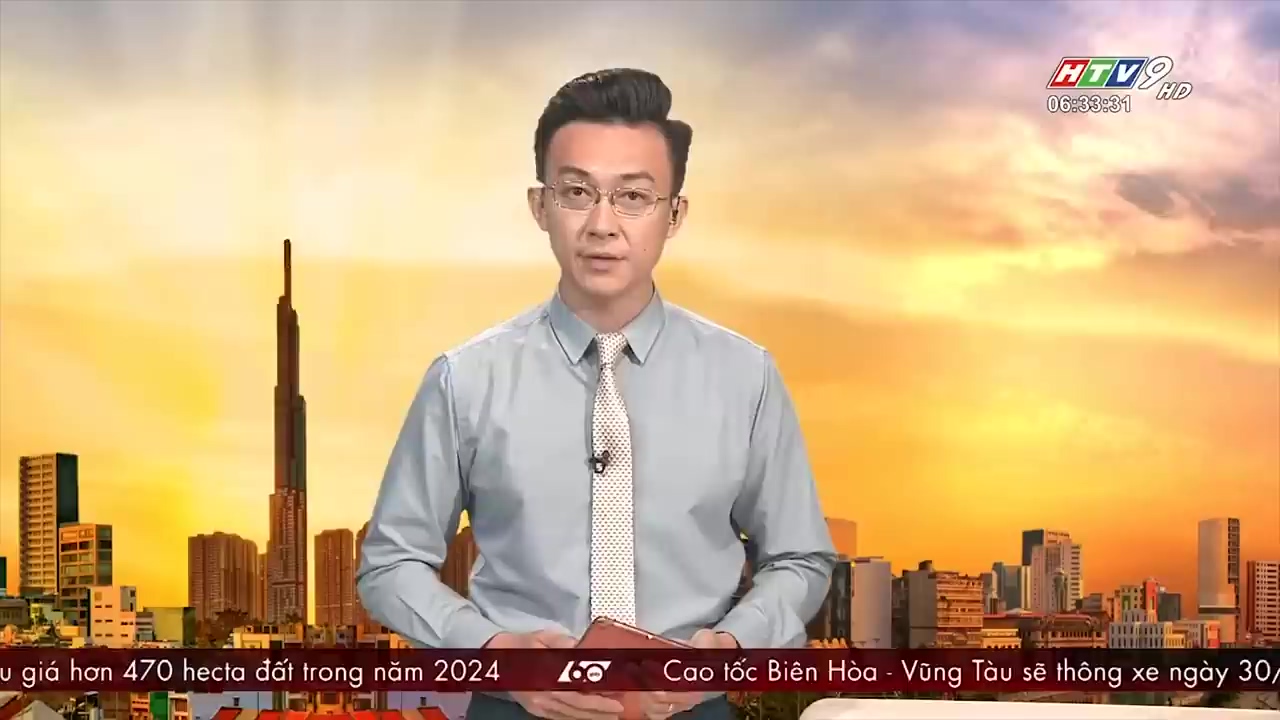 HTV9 HD
06:33:31
giá hơn 470 hecta đất trong năm 2024 60 Cao tốc Biên Hòa - Vũng Tàu sẽ thông xe ngày 30/